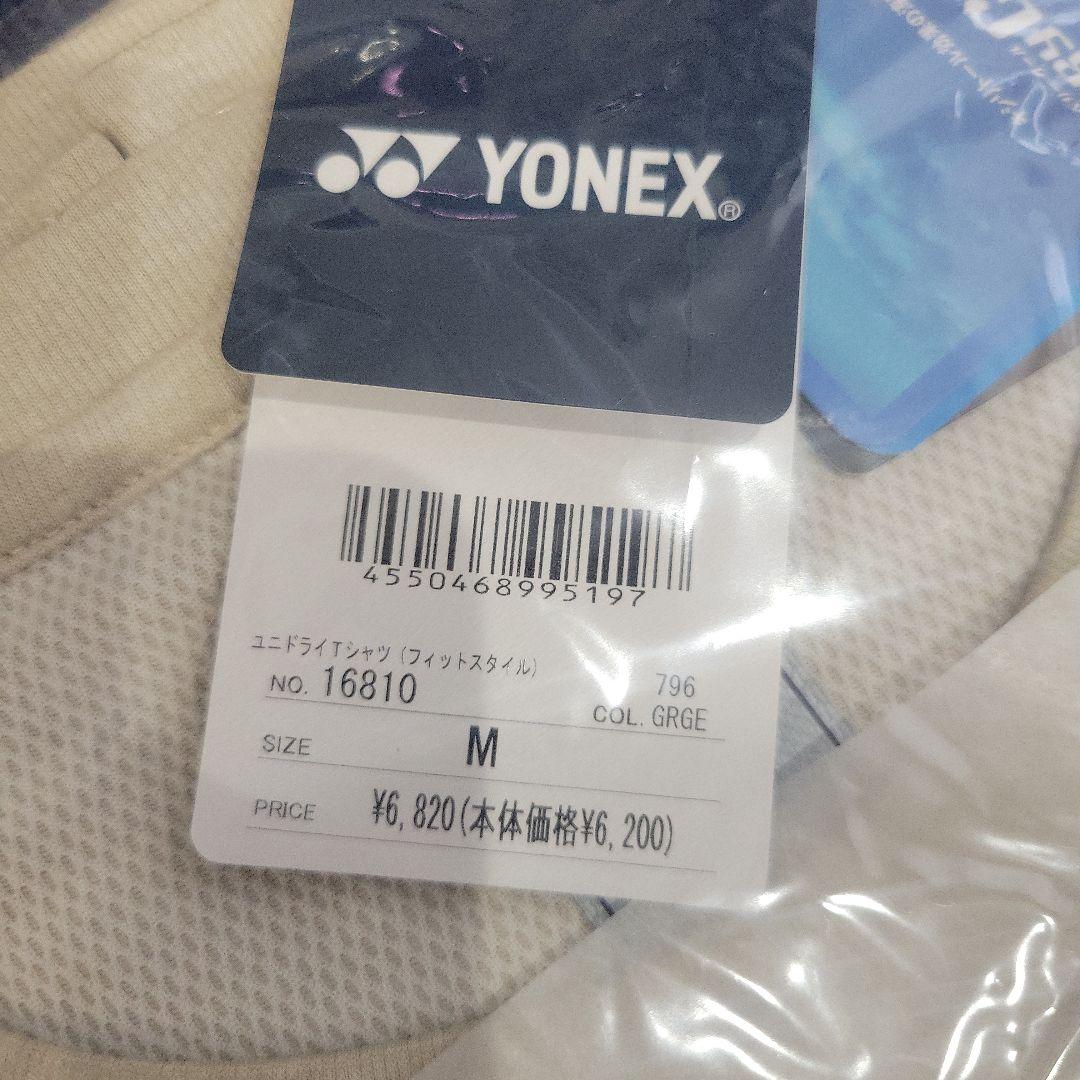 YONEX®
4550468995197
ユニドライTシャツ(フィットスタイル)
NO. 16810
796
COL. GRGE
SIZE M
PRICE ¥6,820(本体価格¥6,200)